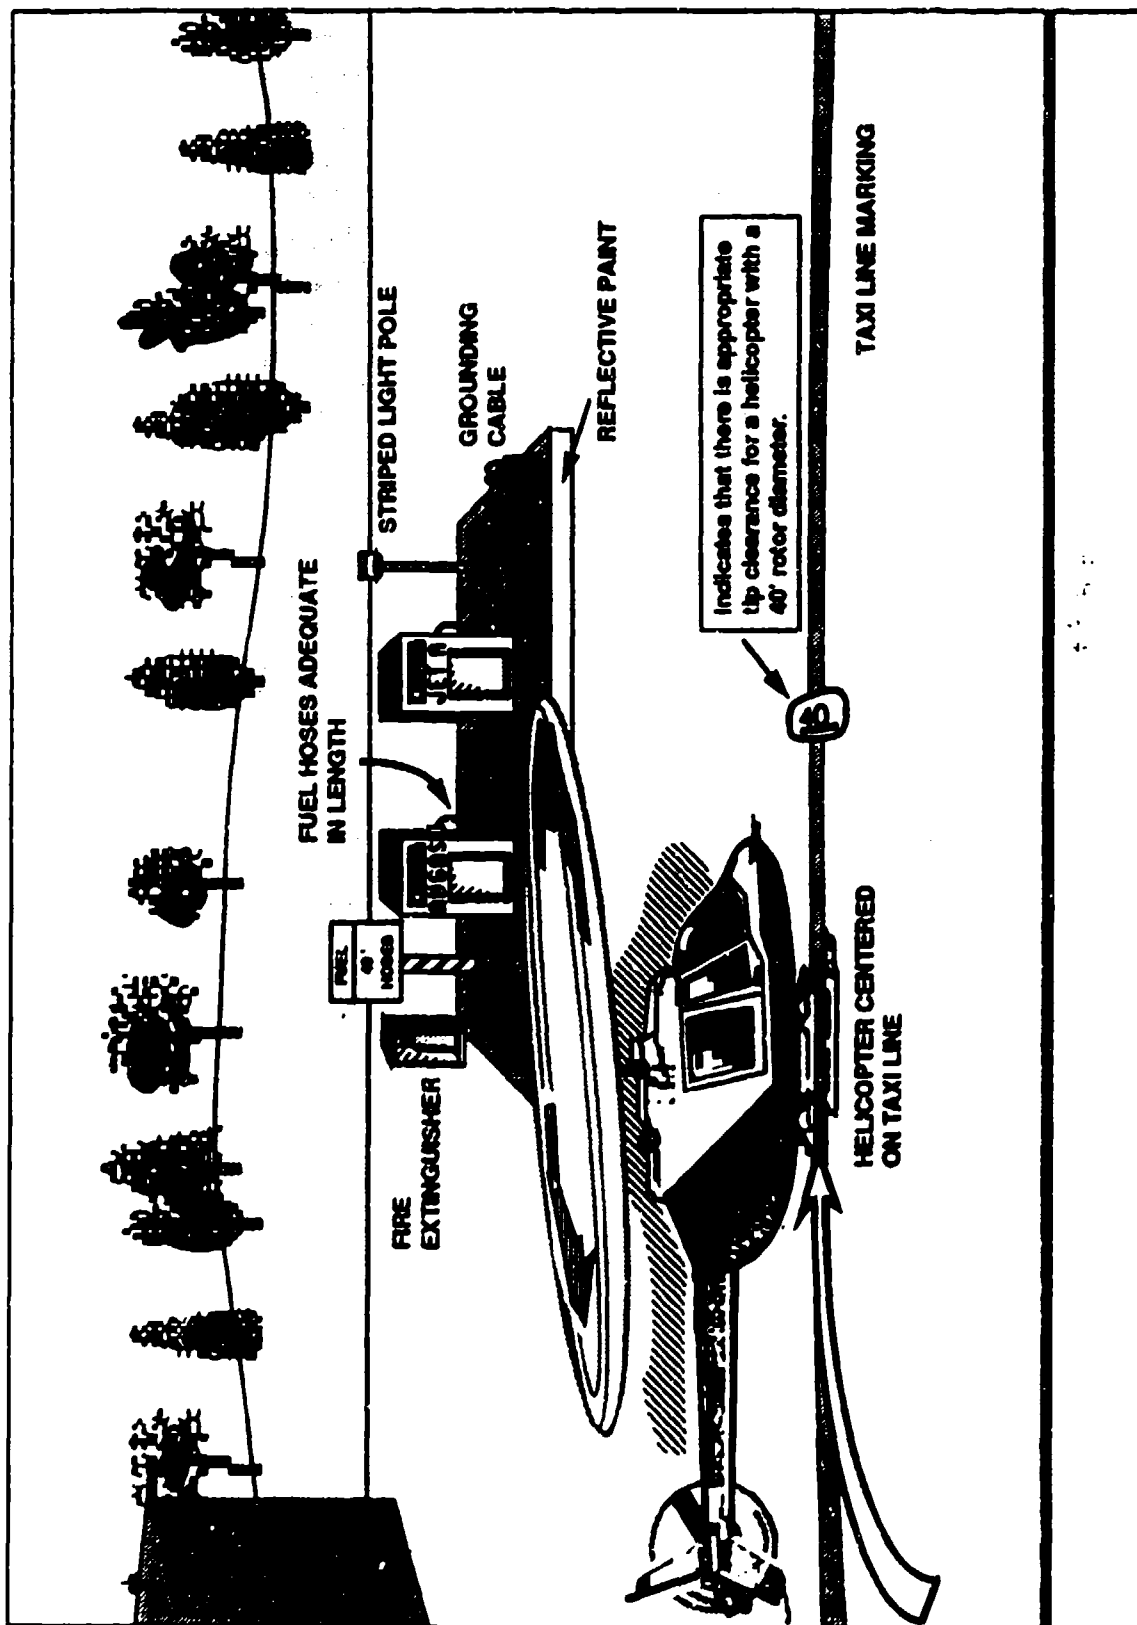 FUEL HOSES ADEQUATE
IN LENGTH
FUEL
40'
HOSES
STRIPED LIGHT POLE
FIRE
EXTINGUISHER
JET A
GROUNDING
CABLE
REFLECTIVE PAINT
Indicates that there is appropriate
tip clearance for a helicopter with a
40' rotor diameter.
40
HELICOPTER CENTERED
ON TAXI LINE
TAXI LINE MARKING